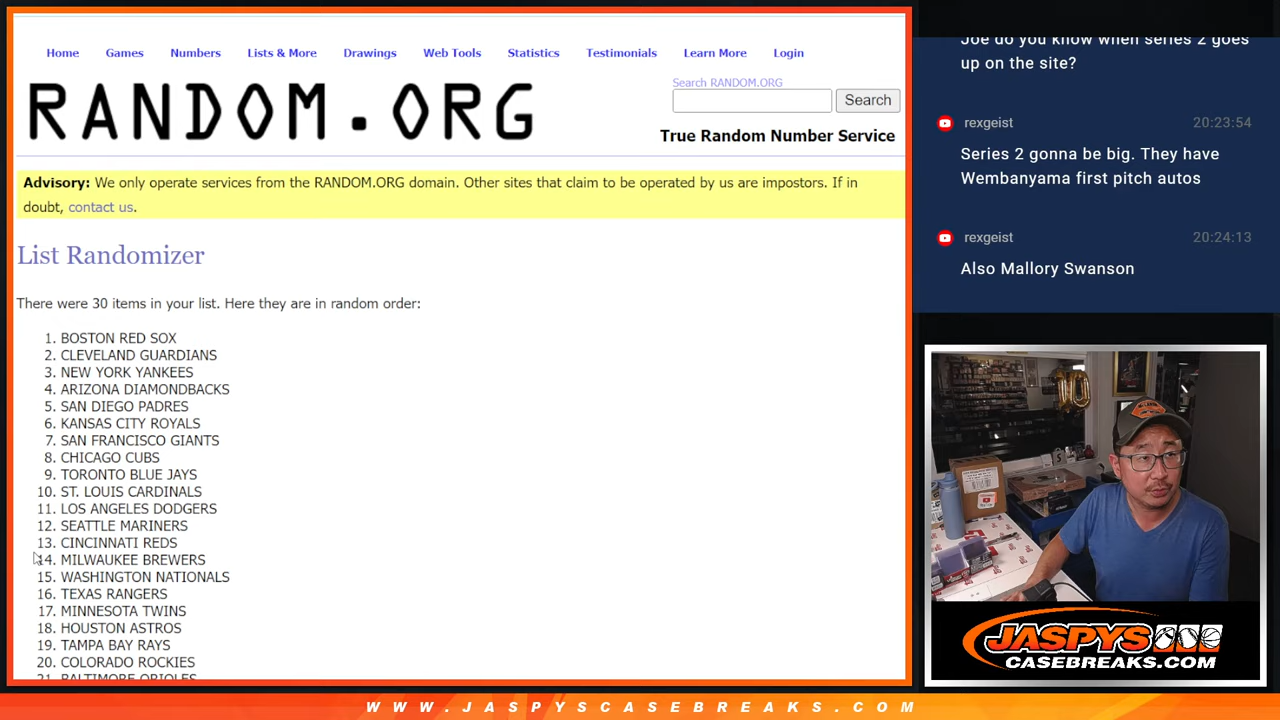 Home Games Numbers Lists & More Drawings Web Tools Statistics Testimonials Learn More Login
RANDOM.ORG
Search RANDOM.ORG
Search
True Random Number Service
Advisory: We only operate services from the RANDOM.ORG domain. Other sites that claim to be operated by us are impostors. If in
doubt, contact us.
List Randomizer
There were 30 items in your list. Here they are in random order:
1. BOSTON RED SOX
2. CLEVELAND GUARDIANS
3. NEW YORK YANKEES
4. ARIZONA DIAMONDBACKS
5. SAN DIEGO PADRES
6. KANSAS CITY ROYALS
7. SAN FRANCISCO GIANTS
8. CHICAGO CUBS
9. TORONTO BLUE JAYS
10. ST. LOUIS CARDINALS
11. LOS ANGELES DODGERS
12. SEATTLE MARINERS
13. CINCINNATI REDS
14. MILWAUKEE BREWERS
15. WASHINGTON NATIONALS
16. TEXAS RANGERS
17. MINNESOTA TWINS
18. HOUSTON ASTROS
19. TAMPA BAY RAYS
20. COLORADO ROCKIES
21. BALTIMORE ORIOLES
Joe do you know when series 2 goes
up on the site?
rexgeist 20:23:54
Series 2 gonna be big. They have
Wembanyama first pitch autos
rexgeist 20:24:13
Also Mallory Swanson
10
JASPYS
CASEBREAKS.COM
WWW.JASPYSCASEBREAKS.COM